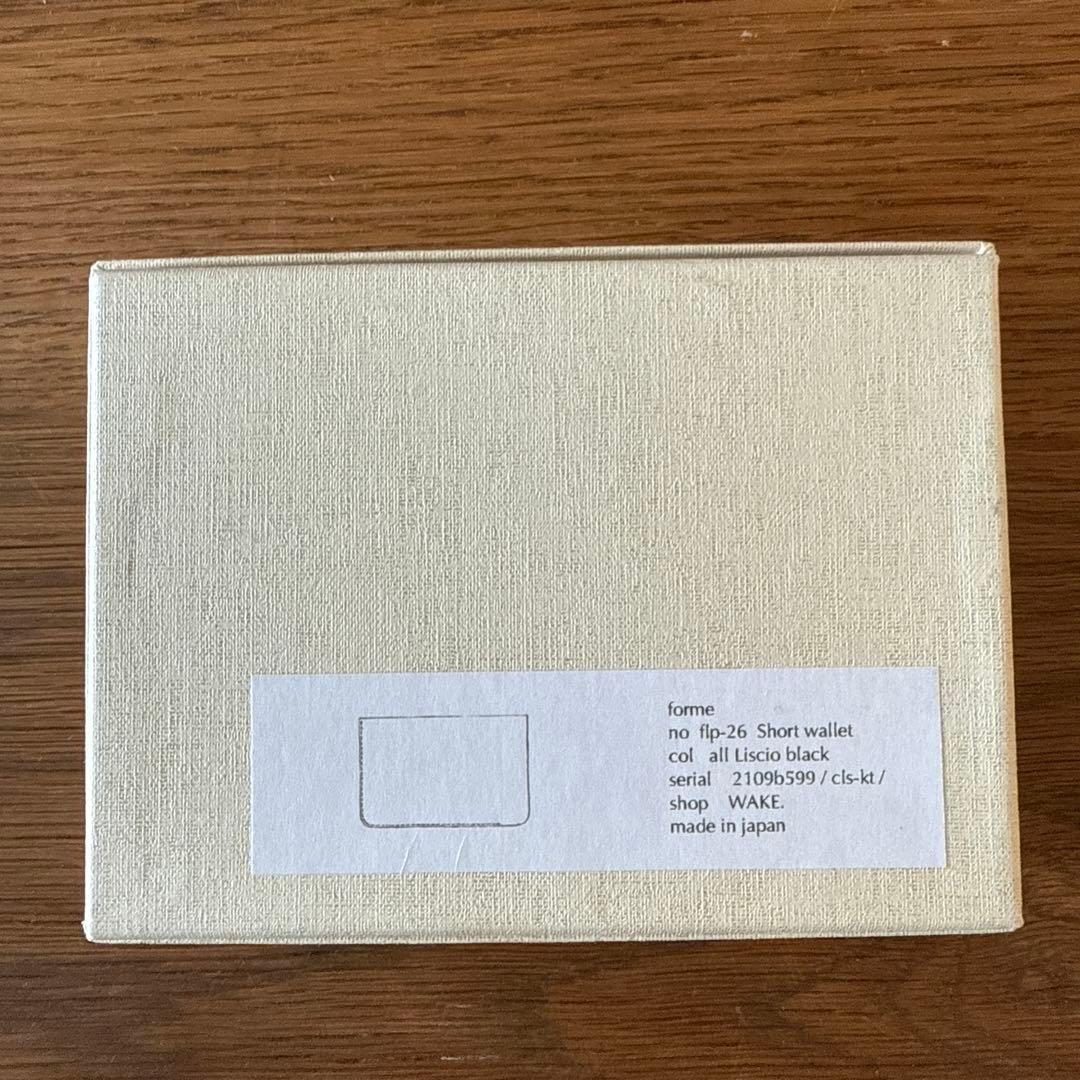 forme
no flp-26 Short wallet
col all Liscio black
serial 2109b599 / cls-kt /
shop WAKE.
made in japan